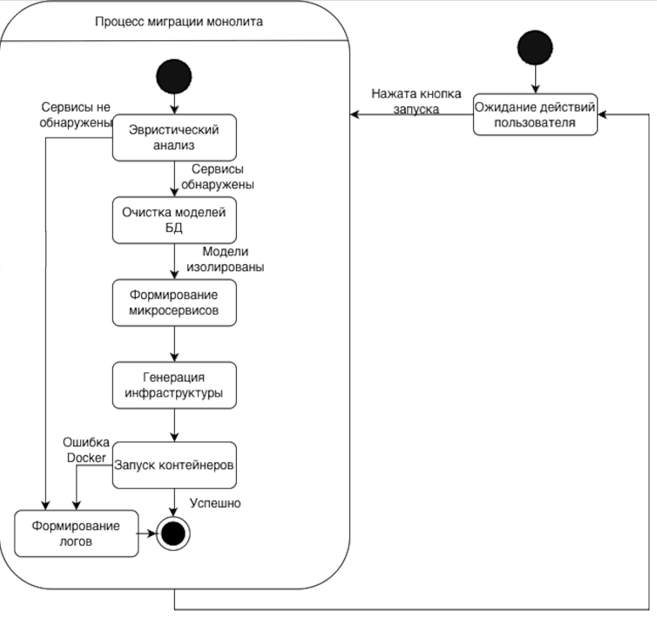 Процесс миграции монолита
Нажата кнопка
запуска
Ожидание действий
пользователя
Сервисы не
обнаружены
Эвристический
анализ
Сервисы
обнаружены
Очистка моделей
БД
Модели
изолированы
Формирование
микросервисов
Генерация
инфраструктуры
Ошибка
Docker
Запуск контейнеров
Успешно
Формирование
логов